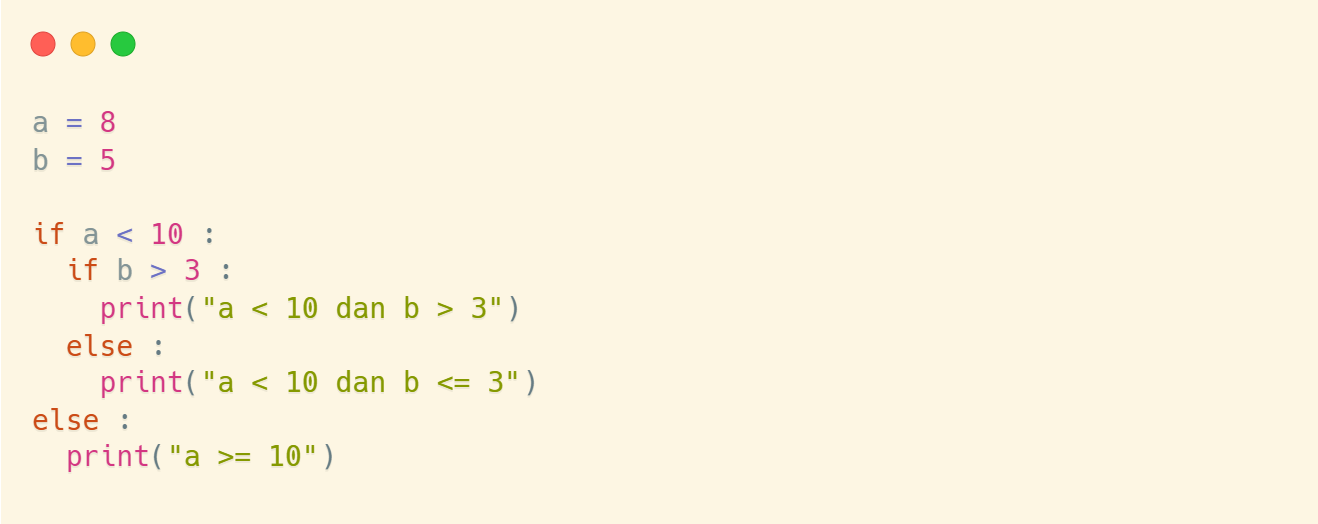 a = 8
b = 5

if a < 10 :
  if b > 3 :
    print("a < 10 dan b > 3")
  else :
    print("a < 10 dan b <= 3")
else :
  print("a >= 10")